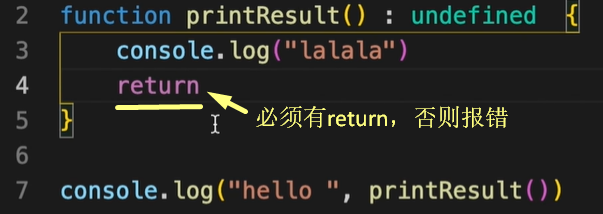 2 function printResult() : undefined {
3 console.log("lalala")
4 return
必须有return，否则报错
5 }
6
7 console.log("hello ", printResult())